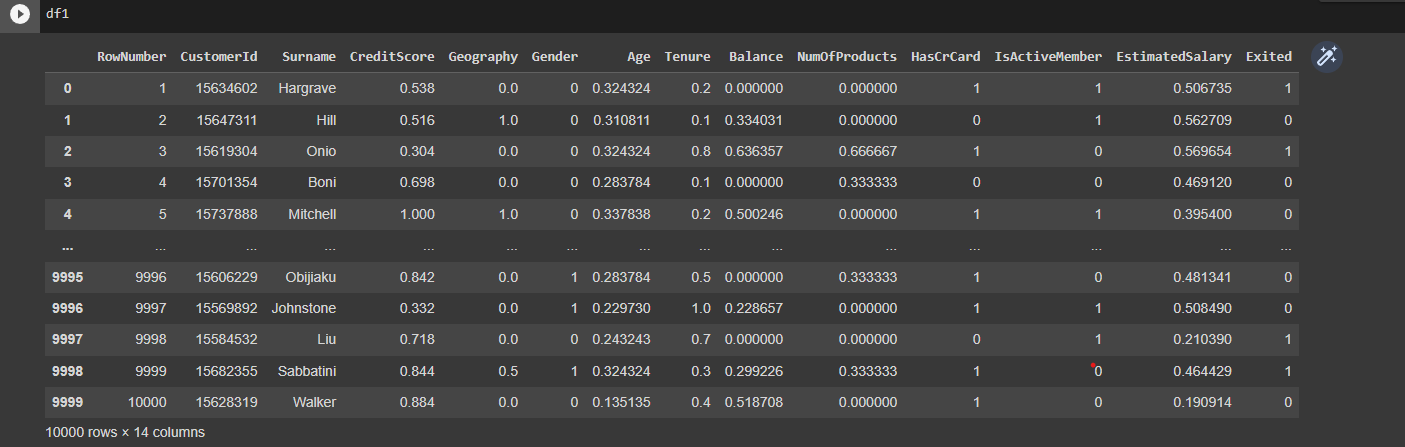 df1
RowNumber CustomerId Surname CreditScore Geography Gender Age Tenure Balance NumOfProducts HasCrCard IsActiveMember EstimatedSalary Exited
0 1 15634602 Hargrave 0.538 0.0 0 0.324324 0.2 0.000000 0.000000 1 1 0.506735 1
1 2 15647311 Hill 0.516 1.0 0 0.310811 0.1 0.334031 0.000000 0 1 0.562709 0
2 3 15619304 Onio 0.304 0.0 0 0.324324 0.8 0.636357 0.666667 1 0 0.569654 1
3 4 15701354 Boni 0.698 0.0 0 0.283784 0.1 0.000000 0.333333 0 0 0.469120 0
4 5 15737888 Mitchell 1.000 1.0 0 0.337838 0.2 0.500246 0.000000 1 1 0.395400 0
... ... ... ... ... ... ... ... ... ... ... ... ... ... ...
9995 9996 15606229 Obijiaku 0.842 0.0 1 0.283784 0.5 0.000000 0.333333 1 0 0.481341 0
9996 9997 15569892 Johnstone 0.332 0.0 1 0.229730 1.0 0.228657 0.000000 1 1 0.508490 0
9997 9998 15584532 Liu 0.718 0.0 0 0.243243 0.7 0.000000 0.000000 0 1 0.210390 1
9998 9999 15682355 Sabbatini 0.844 0.5 1 0.324324 0.3 0.299226 0.333333 1 0 0.464429 1
9999 10000 15628319 Walker 0.884 0.0 0 0.135135 0.4 0.518708 0.000000 1 0 0.190914 0
10000 rows × 14 columns